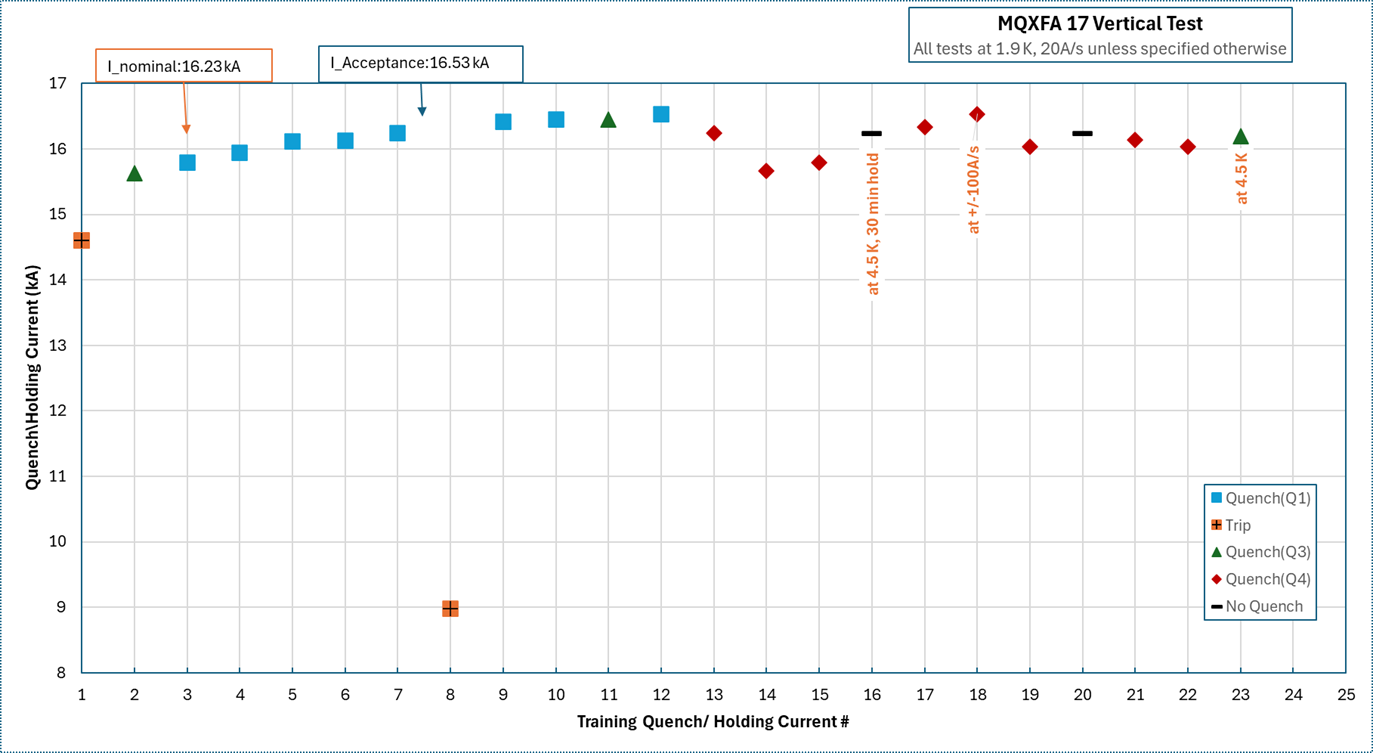 MQXFA 17 Vertical Test
All tests at 1.9 K, 20A/s unless specified otherwise
I_nominal:16.23 kA
I_Acceptance:16.53 kA
17
16
15
14
13
12
11
10
9
8
Quench\Holding Current (kA)
at 4.5 K, 30 min hold
at +/-100A/s
at 4.5 K
Quench(Q1)
Trip
Quench(Q3)
Quench(Q4)
No Quench
1 2 3 4 5 6 7 8 9 10 11 12 13 14 15 16 17 18 19 20 21 22 23 24 25
Training Quench/ Holding Current #